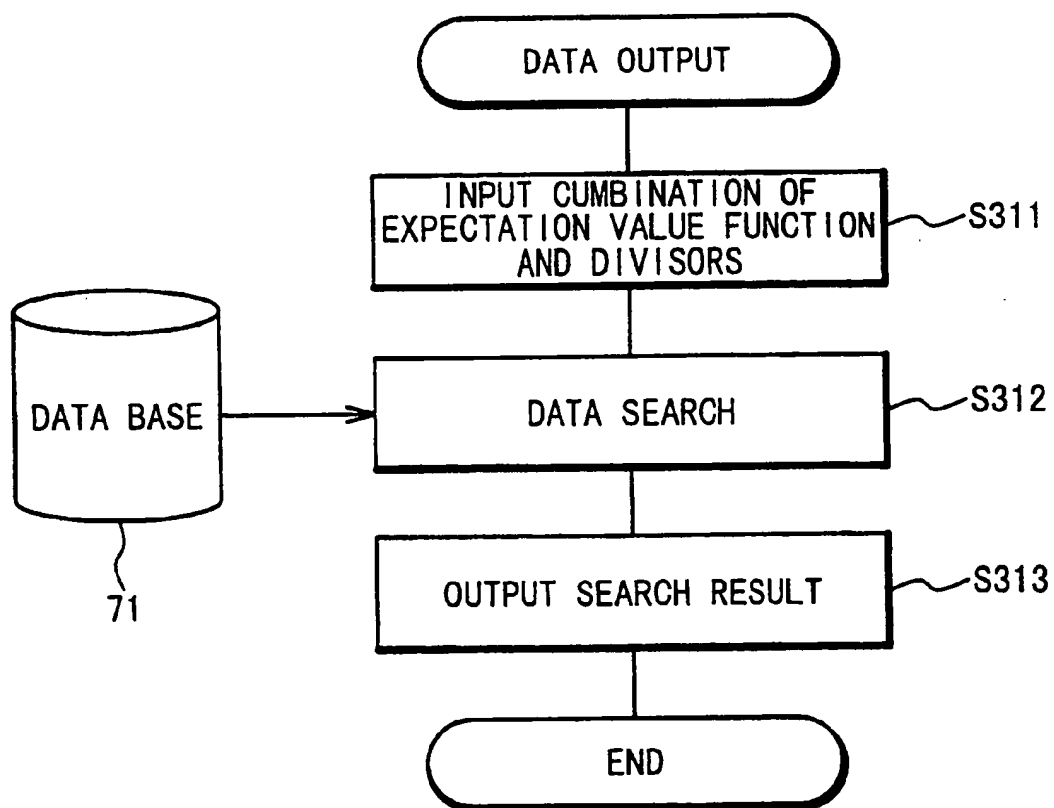 DATA OUTPUT
INPUT CUMBINATION OF
EXPECTATION VALUE FUNCTION
AND DIVISORS
S311
DATA BASE
71
DATA SEARCH
S312
OUTPUT SEARCH RESULT
S313
END